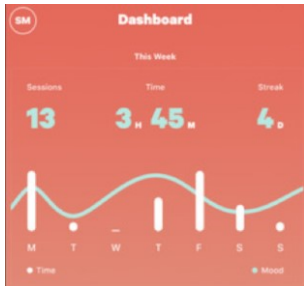 SM
Dashboard
This Week
Sessions Time Streak
13 3 H 45 M 4 D
M T W T F S S
Time Mood